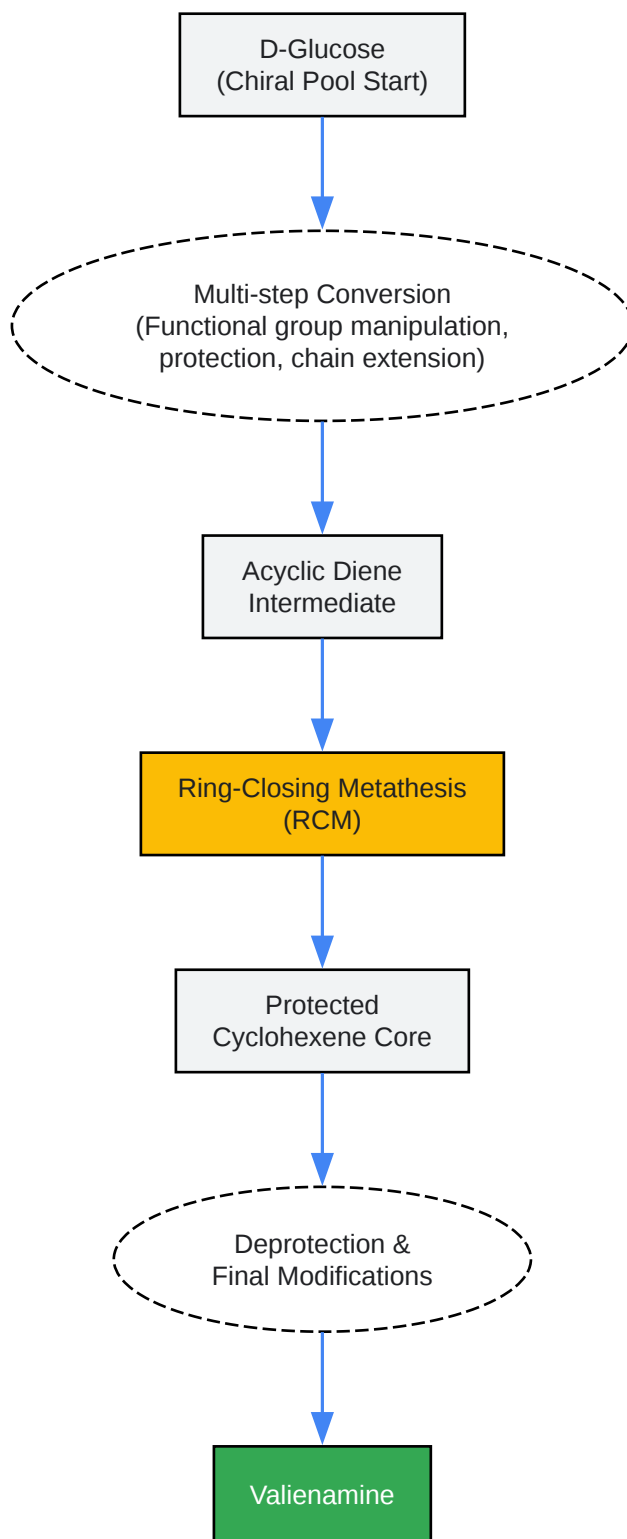 D-Glucose
(Chiral Pool Start)
Multi-step Conversion
(Functional group manipulation,
protection, chain extension)
Acyclic Diene
Intermediate
Ring-Closing Metathesis
(RCM)
Protected
Cyclohexene Core
Deprotection &
Final Modifications
Valienamine